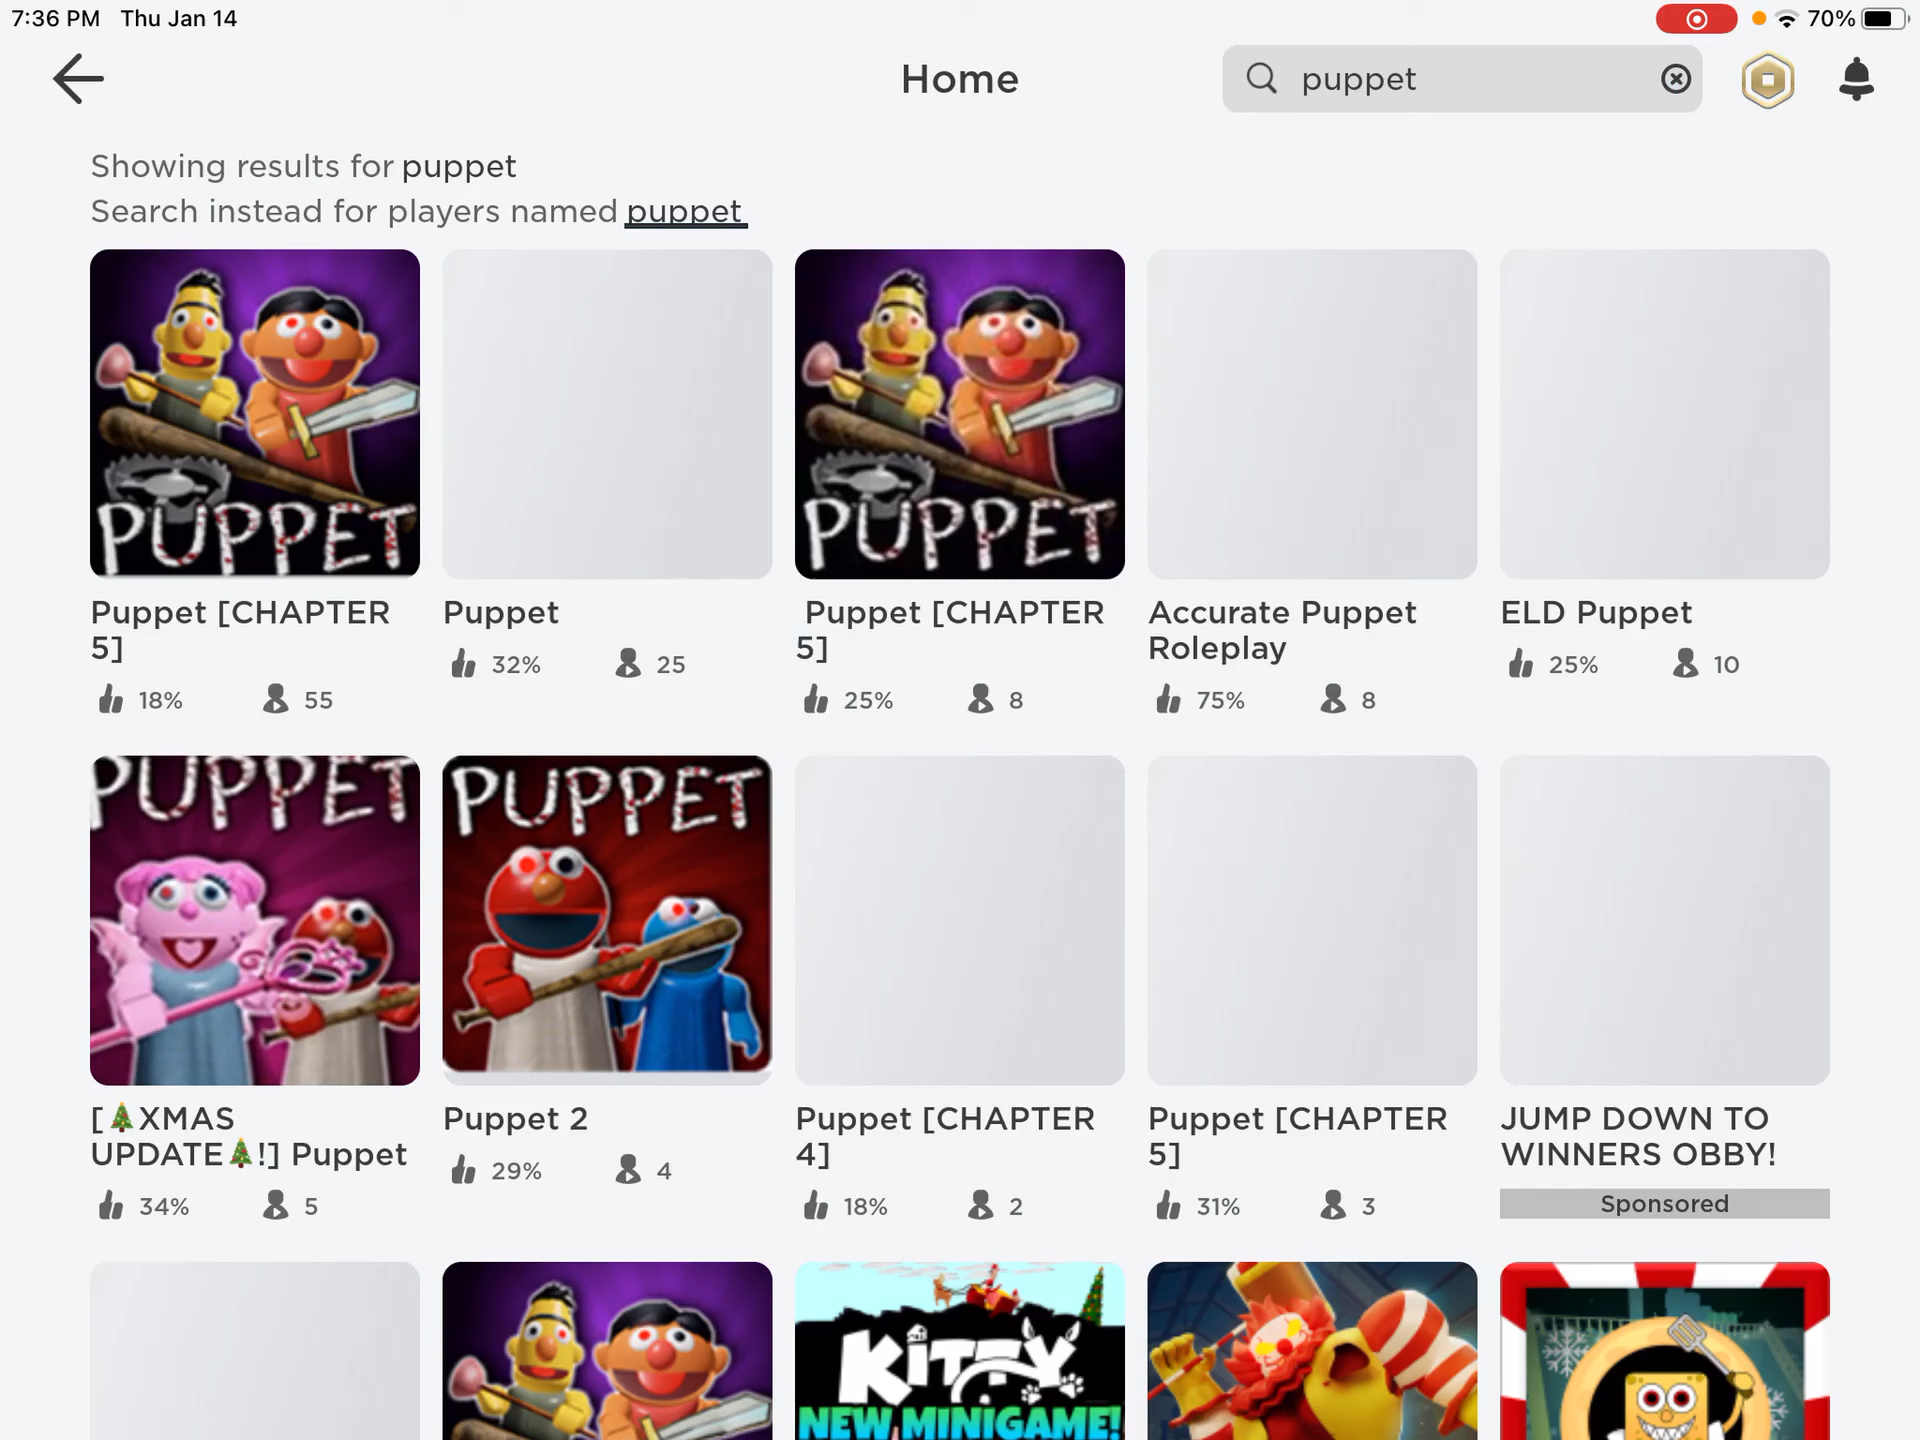 7:36 PM Thu Jan 14
70%
Home
puppet
Showing results for puppet
Search instead for players named puppet
PUPPET
PUPPET
Puppet [CHAPTER
5]
18% 55
Puppet
32% 25
Puppet [CHAPTER
5]
25% 8
Accurate Puppet
Roleplay
75% 8
ELD Puppet
25% 10
PUPPET
PUPPET
[🎄XMAS
UPDATE🎄!] Puppet
34% 5
Puppet 2
29% 4
Puppet [CHAPTER
4]
18% 2
Puppet [CHAPTER
5]
31% 3
JUMP DOWN TO
WINNERS OBBY!
Sponsored
KITTY
NEW MINIGAME!